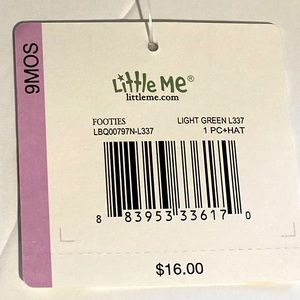 9MOS
Little Me®
littleme.com
FOOTIES LIGHT GREEN L337
LBQ00797N-L337 1 PC+HAT
8 83953 33617 0
$16.00